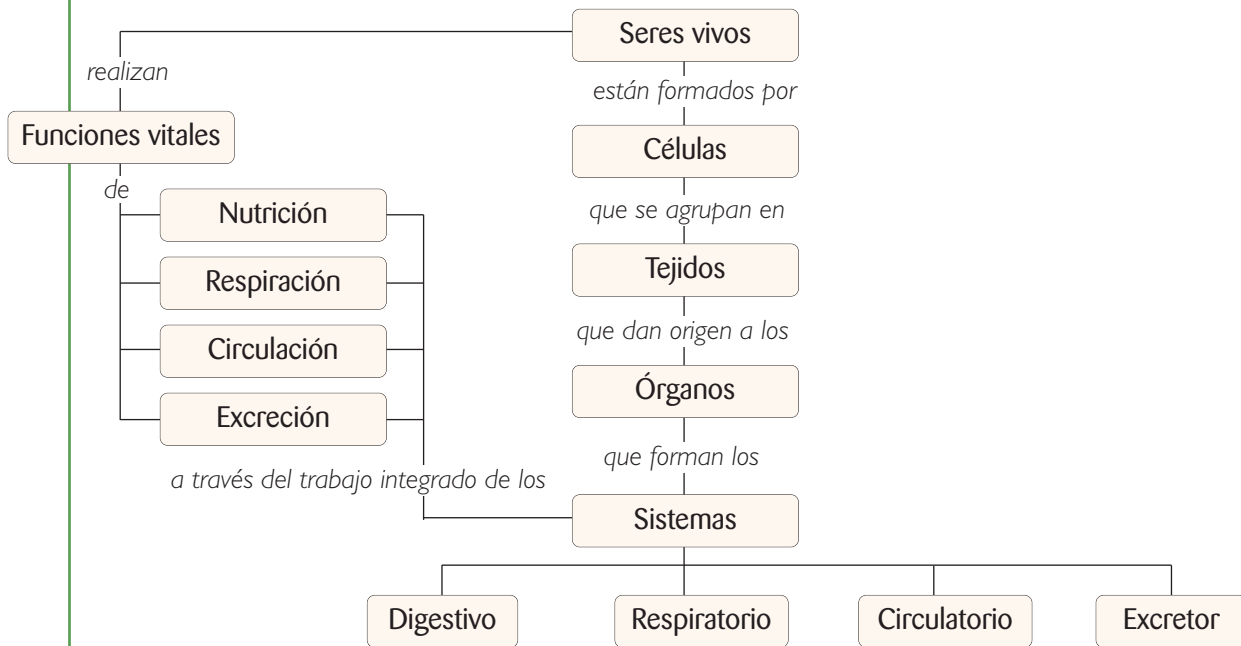 Seres vivos
realizan
están formados por
Funciones vitales
Células
de
que se agrupan en
Nutrición
Tejidos
Respiración
que dan origen a los
Circulación
Órganos
Excreción
que forman los
a través del trabajo integrado de los
Sistemas
Digestivo
Respiratorio
Circulatorio
Excretor